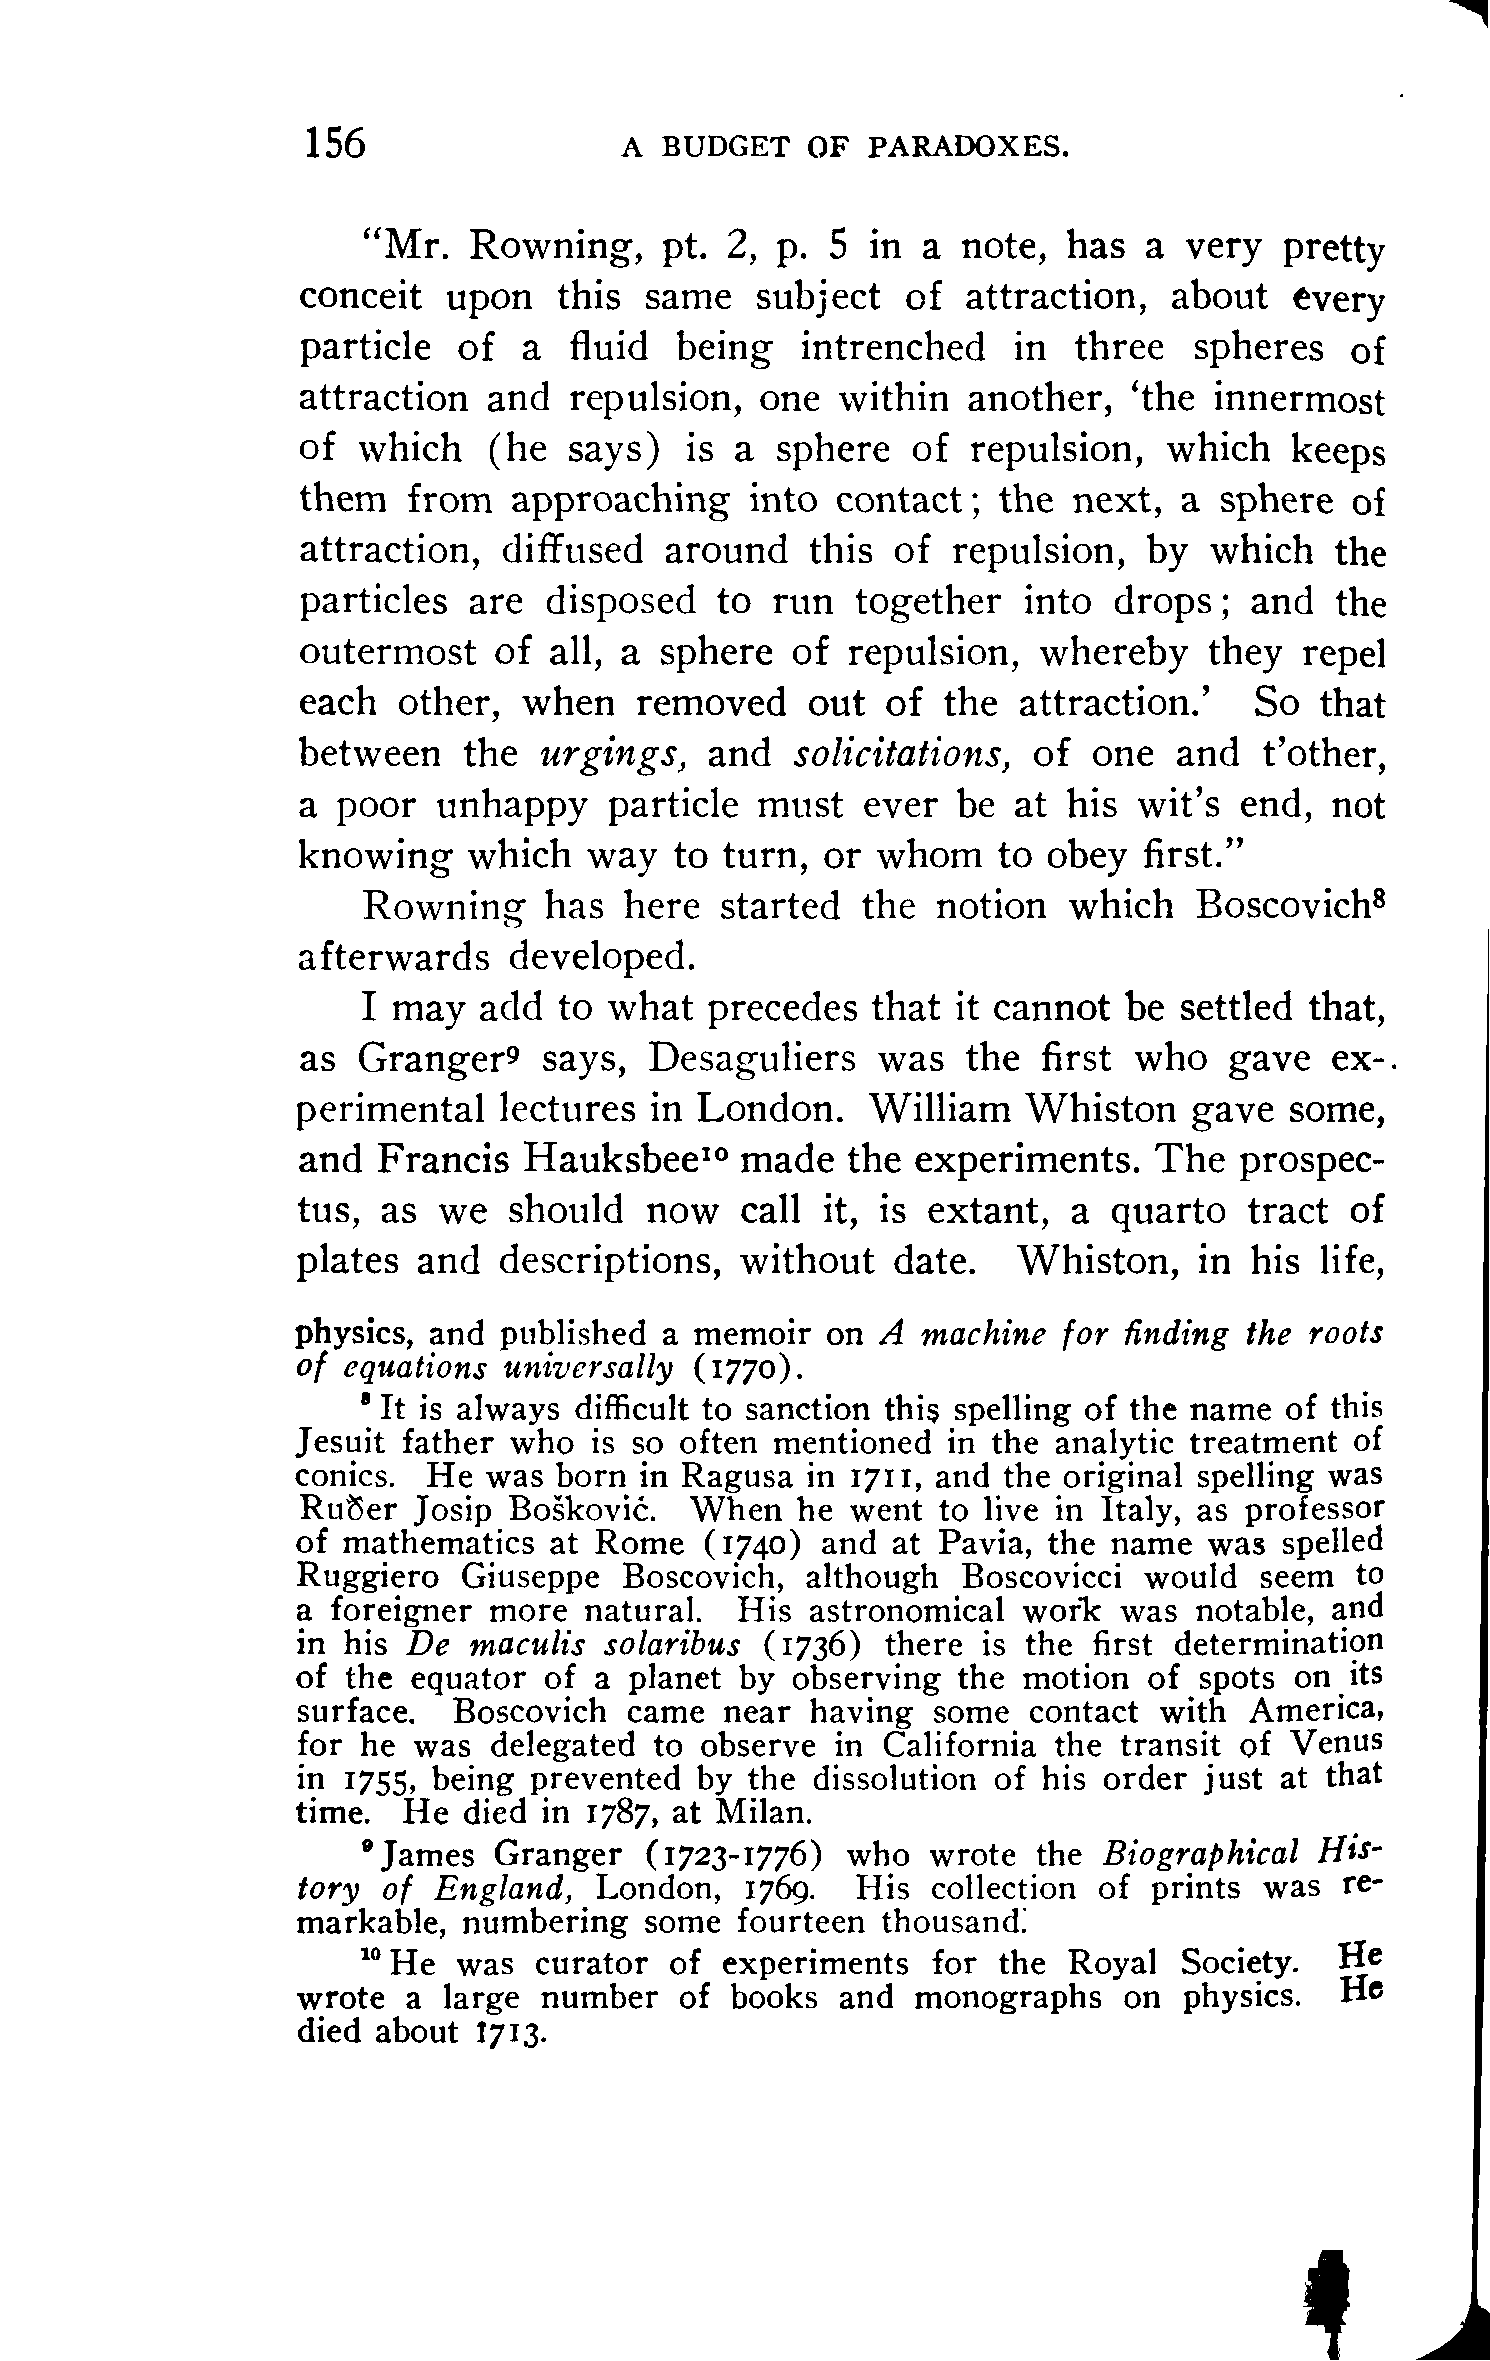 156 A BUDGET OF PARADOXES.
“Mr. Rowning, pt. 2, p. 5 in a note, has a very pretty
conceit upon this same subject of attraction, about every
particle of a fluid being intrenched in three spheres of
attraction and repulsion, one within another, ‘the innermost
of which (he says) is a sphere of repulsion, which keeps
them from approaching into contact; the next, a sphere of
attraction, diffused around this of repulsion, by which the
particles are disposed to run together into drops; and the
outermost of all, a sphere of repulsion, whereby they repel
each other, when removed out of the attraction.’ So that
between the urgings, and solicitations, of one and t’other,
a poor unhappy particle must ever be at his wit’s end, not
knowing which way to turn, or whom to obey first.”
Rowning has here started the notion which Boscovich⁸
afterwards developed.
I may add to what precedes that it cannot be settled that,
as Granger⁹ says, Desaguliers was the first who gave ex-
perimental lectures in London. William Whiston gave some,
and Francis Hauksbee¹⁰ made the experiments. The prospec-
tus, as we should now call it, is extant, a quarto tract of
plates and descriptions, without date. Whiston, in his life,
physics, and published a memoir on A machine for finding the roots
of equations universally (1770).
⁸ It is always difficult to sanction this spelling of the name of this
Jesuit father who is so often mentioned in the analytic treatment of
conics. He was born in Ragusa in 1711, and the original spelling was
Ruđer Josip Bošković. When he went to live in Italy, as professor
of mathematics at Rome (1740) and at Pavia, the name was spelled
Ruggiero Giuseppe Boscovich, although Boscovicci would seem to
a foreigner more natural. His astronomical work was notable, and
in his De maculis solaribus (1736) there is the first determination
of the equator of a planet by observing the motion of spots on its
surface. Boscovich came near having some contact with America,
for he was delegated to observe in California the transit of Venus
in 1755, being prevented by the dissolution of his order just at that
time. He died in 1787, at Milan.
⁹ James Granger (1723-1776) who wrote the Biographical His-
tory of England, London, 1769. His collection of prints was re-
markable, numbering some fourteen thousand.
¹⁰ He was curator of experiments for the Royal Society. He
wrote a large number of books and monographs on physics. He
died about 1713.